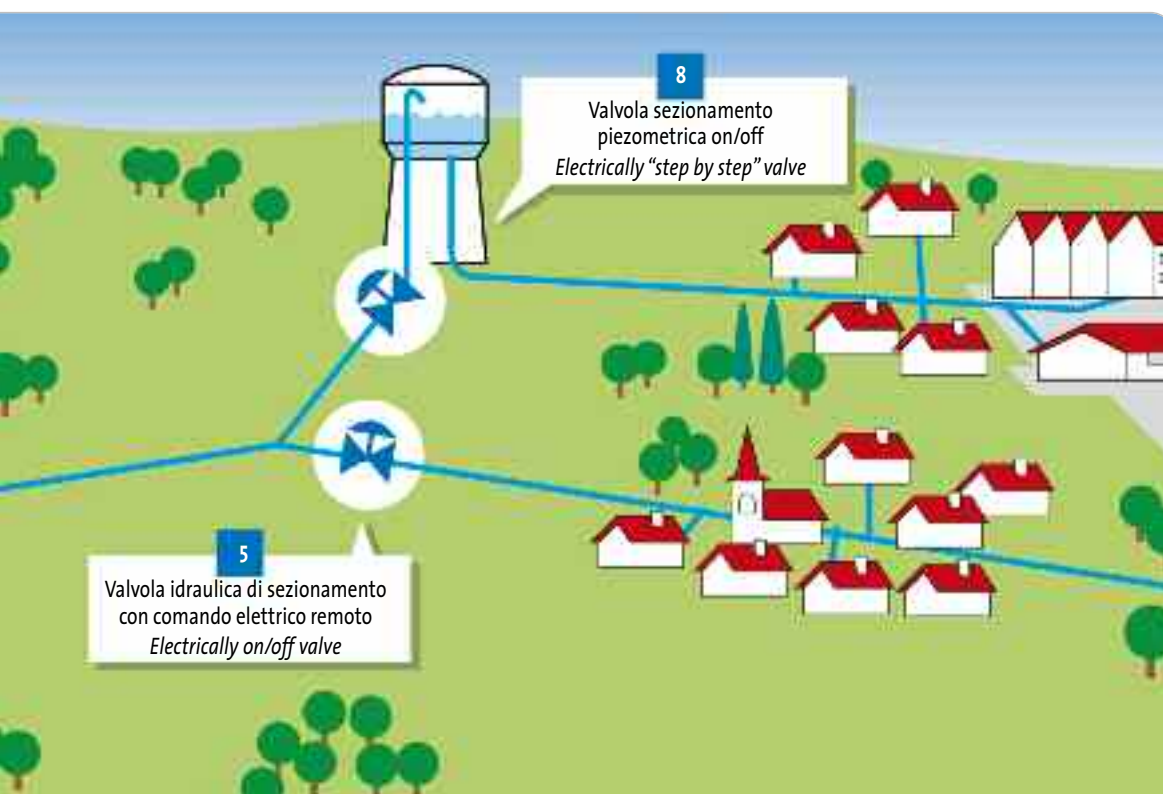 8
Valvola sezionamento
piezometrica on/off
Electrically “step by step” valve
5
Valvola idraulica di sezionamento
con comando elettrico remoto
Electrically on/off valve